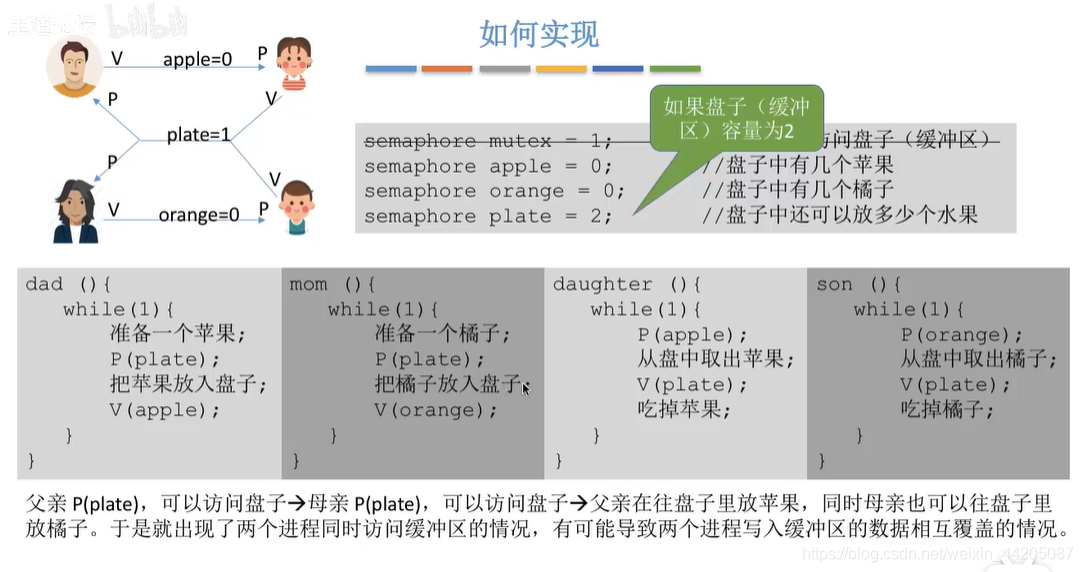 如何实现
V apple=0 P
P V
plate=1
P V
V orange=0 P
如果盘子（缓冲
区）容量为2
semaphore mutex = 1; 访问盘子（缓冲区）
semaphore apple = 0; //盘子中有几个苹果
semaphore orange = 0; //盘子中有几个橘子
semaphore plate = 2; //盘子中还可以放多少个水果
dad (){
while(1){
准备一个苹果;
P(plate);
把苹果放入盘子;
V(apple);
}
}
mom (){
while(1){
准备一个橘子;
P(plate);
把橘子放入盘子;
V(orange);
}
}
daughter (){
while(1){
P(apple);
从盘中取出苹果;
V(plate);
吃掉苹果;
}
}
son (){
while(1){
P(orange);
从盘中取出橘子;
V(plate);
吃掉橘子;
}
}
父亲 P(plate)，可以访问盘子→母亲 P(plate)，可以访问盘子→父亲在往盘子里放苹果，同时母亲也可以往盘子里
放橘子。于是就出现了两个进程同时访问缓冲区的情况，有可能导致两个进程写入缓冲区的数据相互覆盖的情况。
https://blog.csdn.net/weixin_44205087